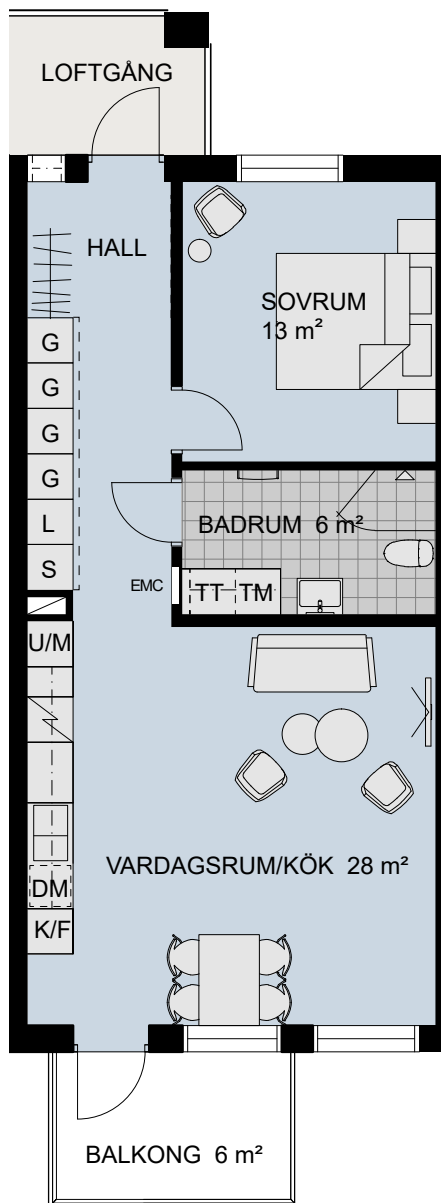 LOFTGÅNG
HALL
SOVRUM
13 m²
G
G
G
G
L
S
BADRUM 6 m²
EMC
TT TM
U/M
VARDAGSRUM/KÖK 28 m²
DM
K/F
BALKONG 6 m²